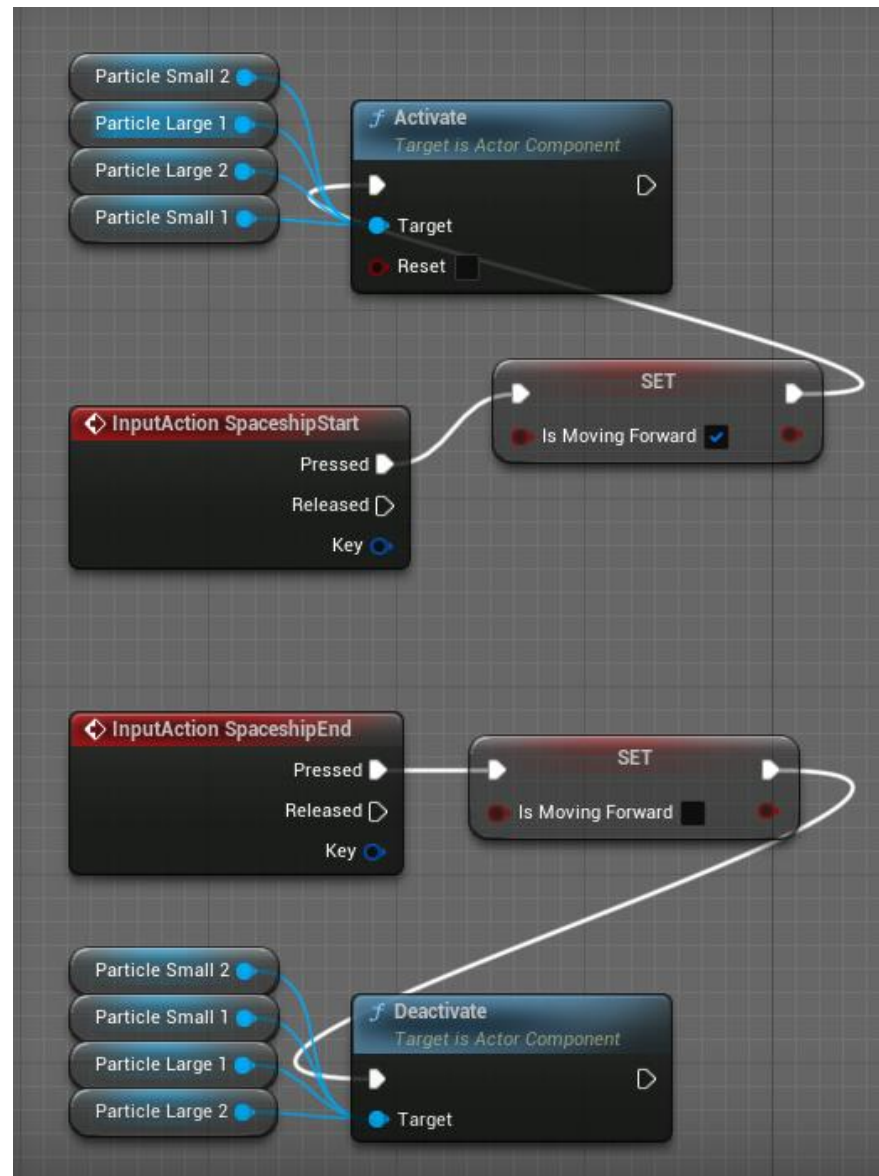 Particle Small 2
Particle Large 1
Particle Large 2
Particle Small 1
f Activate
Target is Actor Component
Target
Reset
SET
Is Moving Forward
InputAction SpaceshipStart
Pressed
Released
Key
InputAction SpaceshipEnd
Pressed
Released
Key
SET
Is Moving Forward
Particle Small 2
Particle Small 1
Particle Large 1
Particle Large 2
f Deactivate
Target is Actor Component
Target